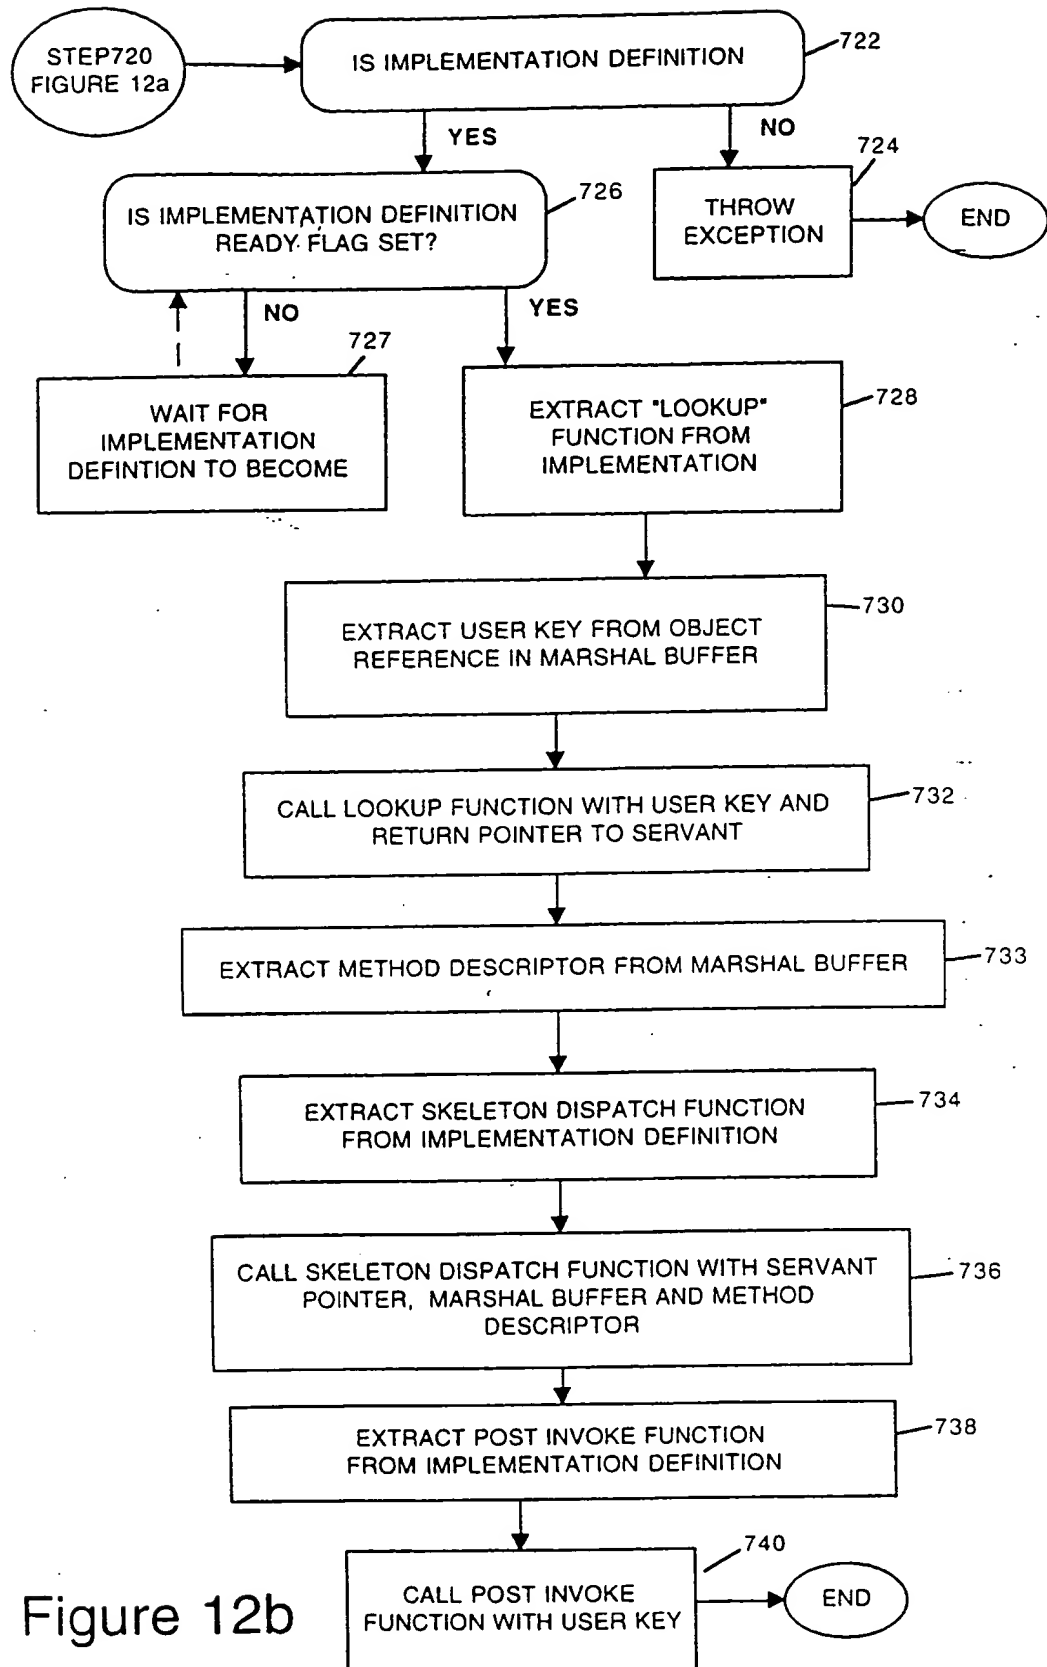 STEP720
FIGURE 12a
IS IMPLEMENTATION DEFINITION
722
YES
NO
724
THROW
EXCEPTION
END
726
IS IMPLEMENTATION DEFINITION
READY FLAG SET?
NO
YES
727
WAIT FOR
IMPLEMENTATION
DEFINTION TO BECOME
728
EXTRACT "LOOKUP"
FUNCTION FROM
IMPLEMENTATION
730
EXTRACT USER KEY FROM OBJECT
REFERENCE IN MARSHAL BUFFER
732
CALL LOOKUP FUNCTION WITH USER KEY AND
RETURN POINTER TO SERVANT
EXTRACT METHOD DESCRIPTOR FROM MARSHAL BUFFER
733
EXTRACT SKELETON DISPATCH FUNCTION
FROM IMPLEMENTATION DEFINITION
734
CALL SKELETON DISPATCH FUNCTION WITH SERVANT
POINTER, MARSHAL BUFFER AND METHOD
DESCRIPTOR
736
EXTRACT POST INVOKE FUNCTION
FROM IMPLEMENTATION DEFINITION
738
740
CALL POST INVOKE
FUNCTION WITH USER KEY
END
Figure 12b